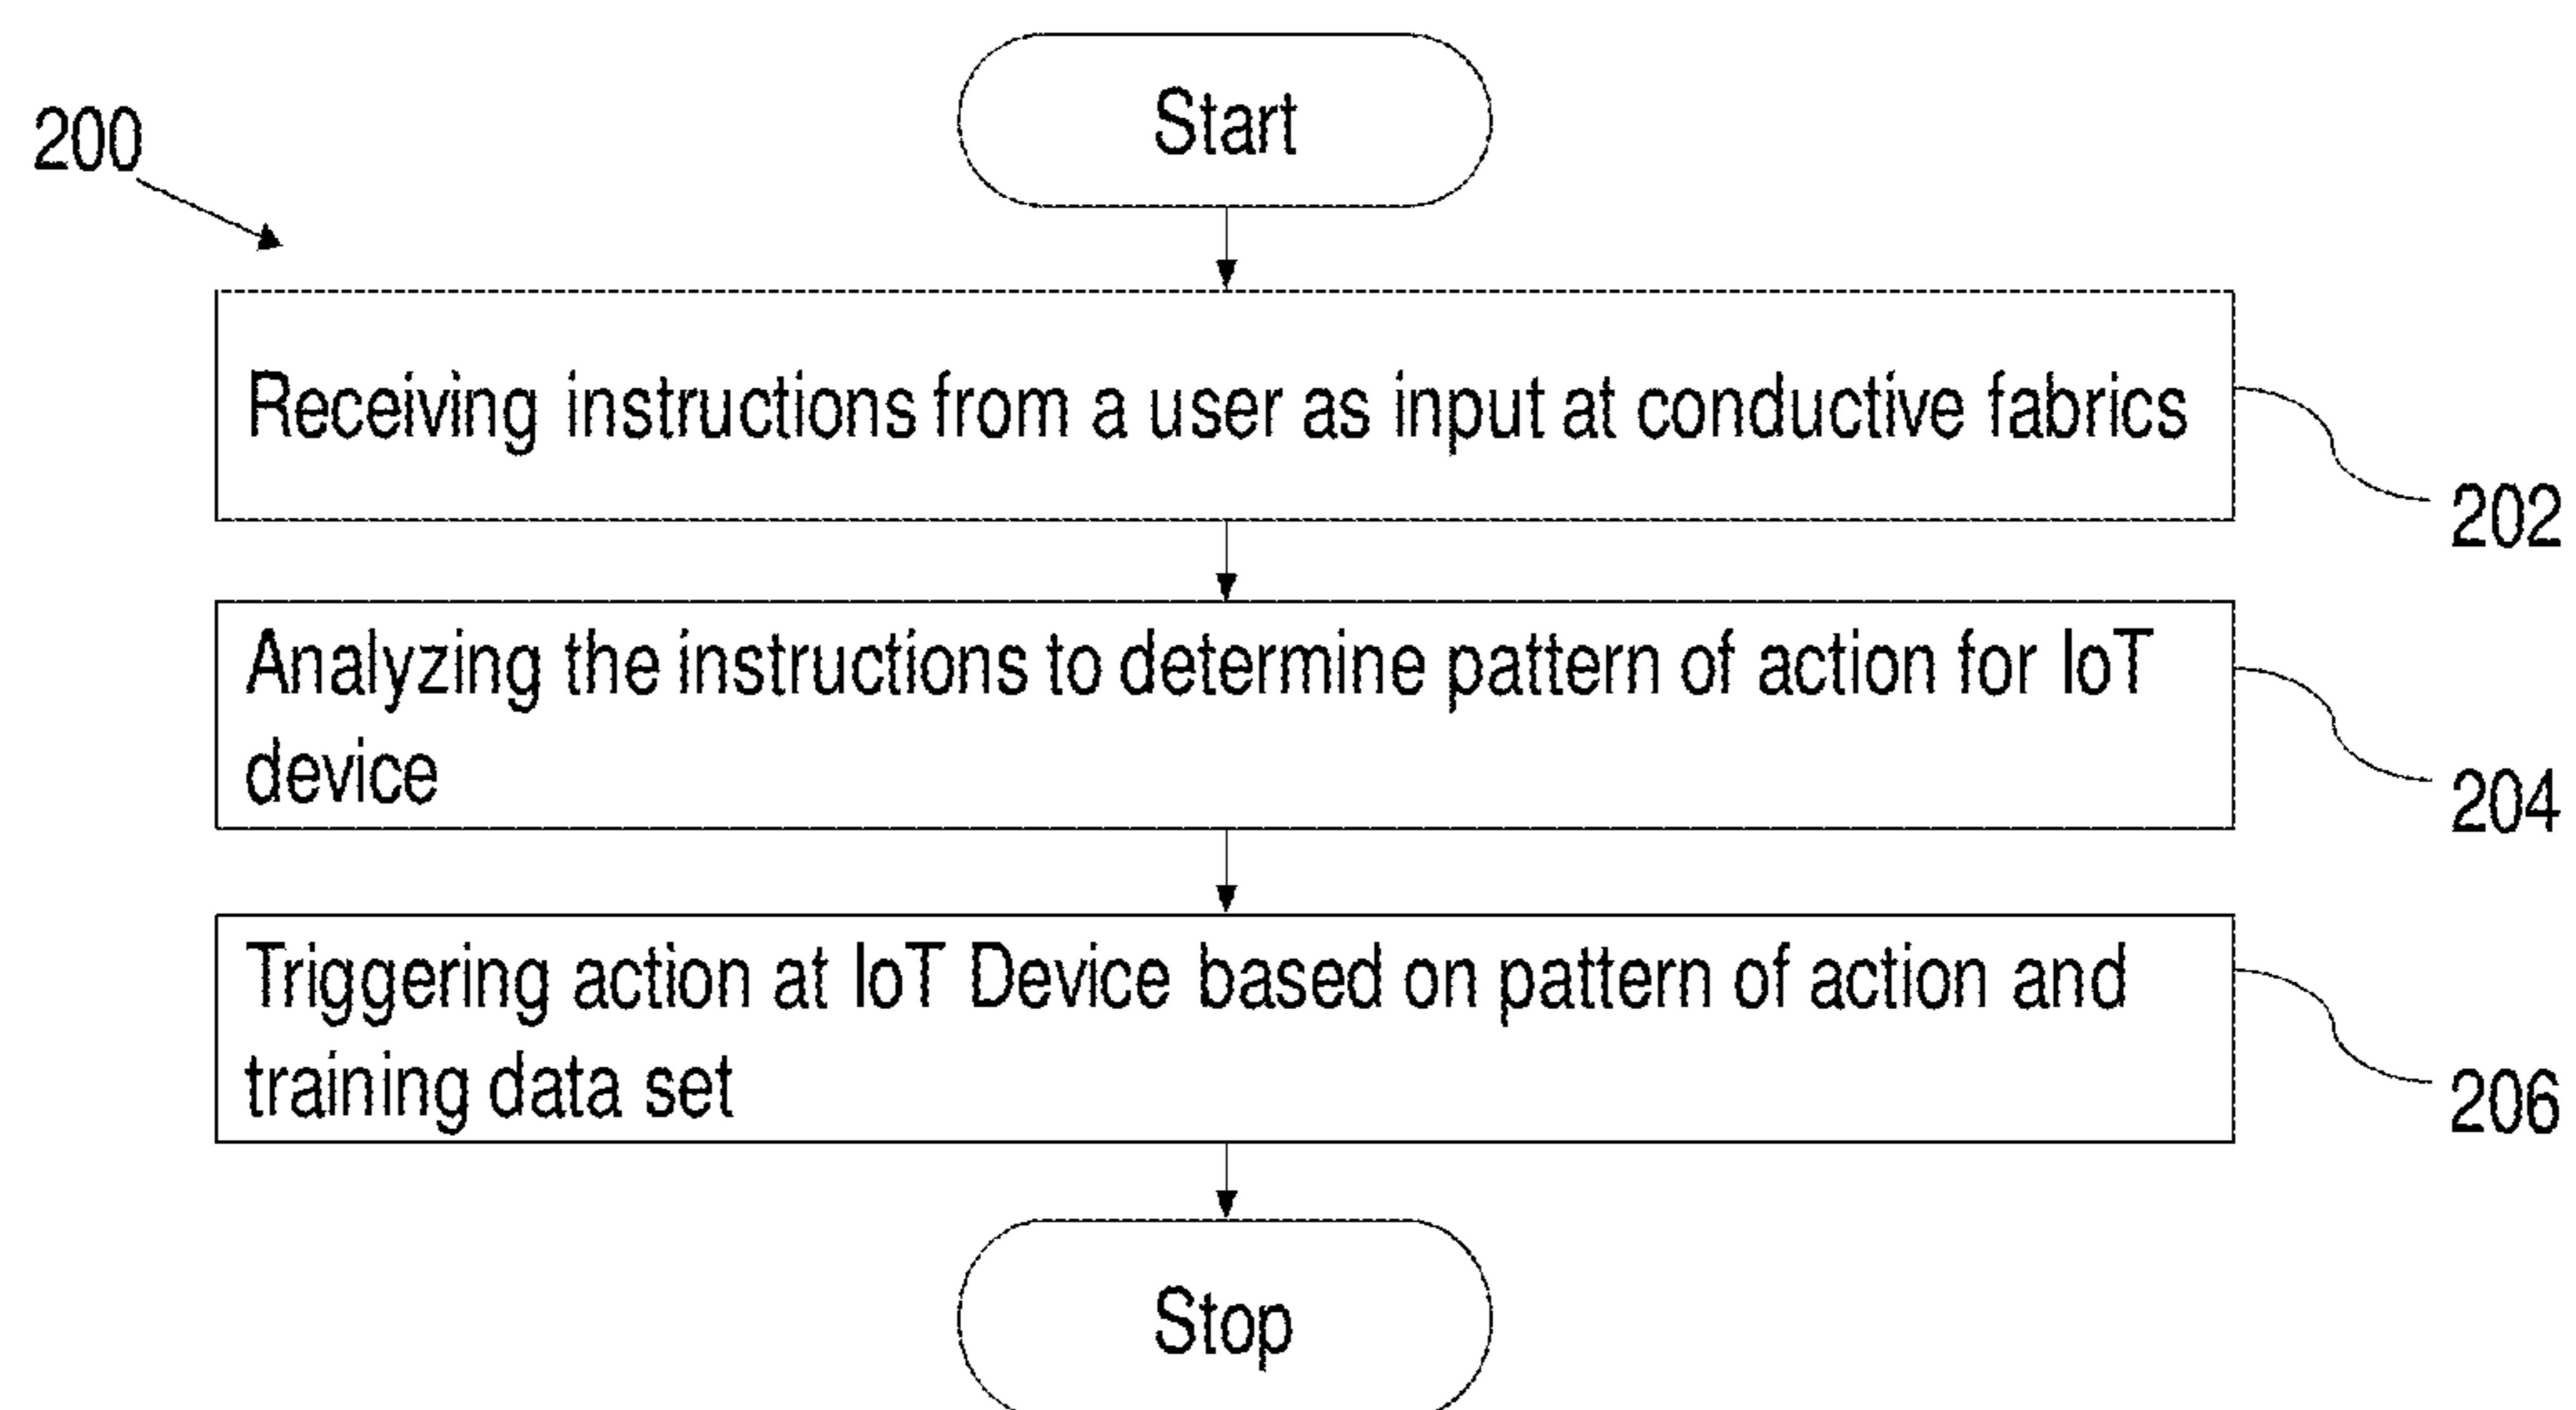 Start
200
Receiving instructions from a user as input at conductive fabrics
202
Analyzing the instructions to determine pattern of action for IoT
device
204
Triggering action at IoT Device based on pattern of action and
training data set
206
Stop